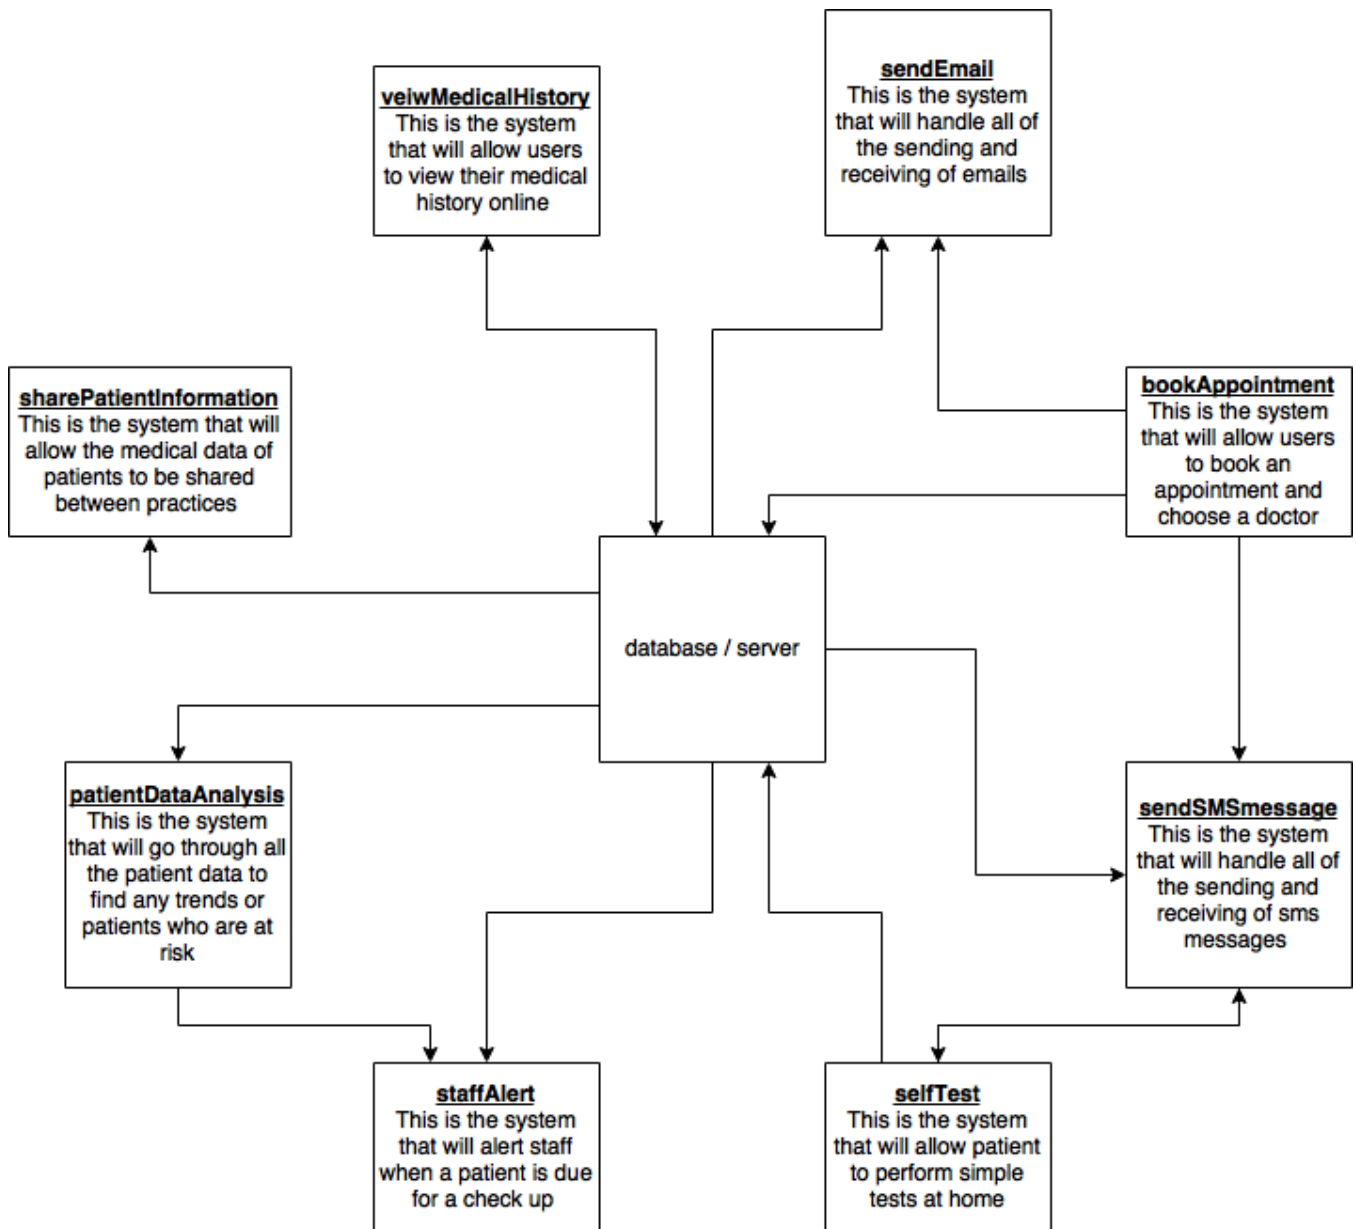 veiwMedicalHistory
This is the system
that will allow users
to view their medical
history online
sendEmail
This is the system
that will handle all of
the sending and
receiving of emails
sharePatientInformation
This is the system that will
allow the medical data of
patients to be shared
between practices
bookAppointment
This is the system
that will allow users
to book an
appointment and
choose a doctor
database / server
patientDataAnalysis
This is the system
that will go through all
the patient data to
find any trends or
patients who are at
risk
sendSMSmessage
This is the system
that will handle all of
the sending and
receiving of sms
messages
staffAlert
This is the system
that will alert staff
when a patient is due
for a check up
selfTest
This is the system
that will allow patient
to perform simple
tests at home